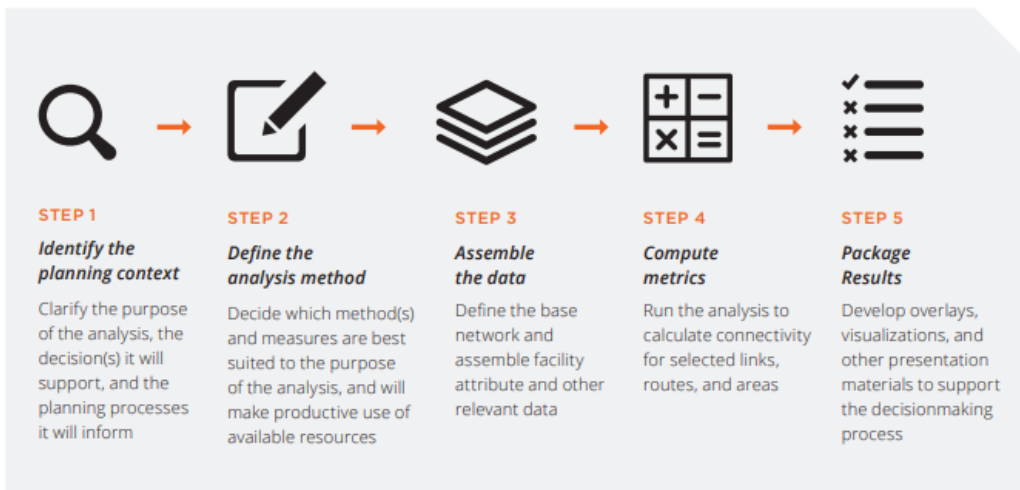 STEP 1
Identify the
planning context
Clarify the purpose
of the analysis, the
decision(s) it will
support, and the
planning processes
it will inform
STEP 2
Define the
analysis method
Decide which method(s)
and measures are best
suited to the purpose
of the analysis, and will
make productive use of
available resources
STEP 3
Assemble
the data
Define the base
network and
assemble facility
attribute and other
relevant data
STEP 4
Compute
metrics
Run the analysis to
calculate connectivity
for selected links,
routes, and areas
STEP 5
Package
Results
Develop overlays,
visualizations, and
other presentation
materials to support
the decisionmaking
process